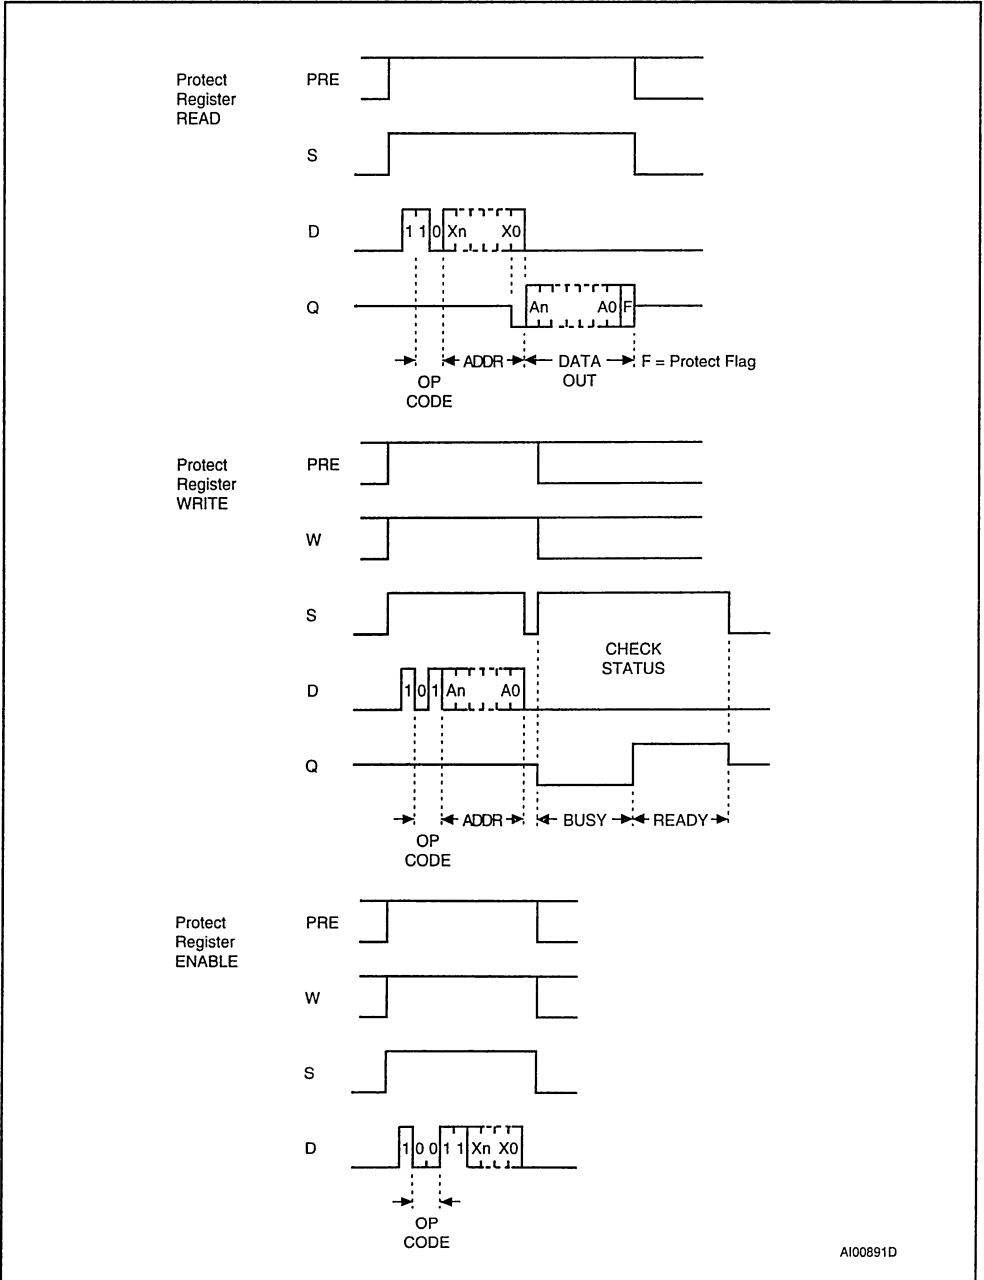 Protect
Register
READ
PRE
S
D
1 1 0 Xn X0
Q
An A0 F
ADDR DATA OUT F = Protect Flag
OP
CODE
Protect
Register
WRITE
PRE
W
S
CHECK
STATUS
D
1 0 1 An A0
Q
ADDR BUSY READY
OP
CODE
Protect
Register
ENABLE
PRE
W
S
D
1 0 0 1 1 Xn X0
OP
CODE
AI00891D